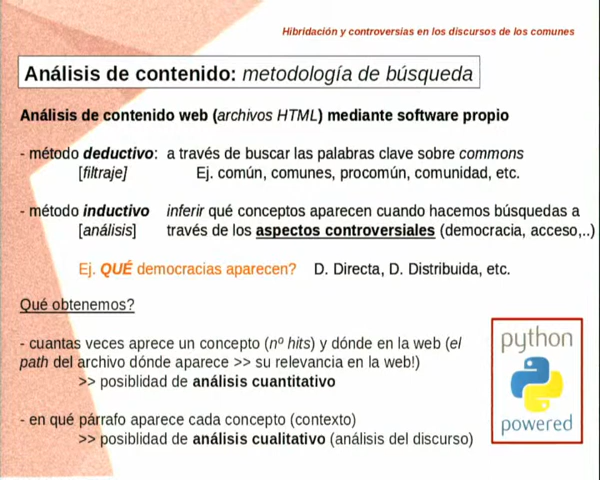 Hibridación y controversias en los discursos de los comunes
Análisis de contenido: metodología de búsqueda
Análisis de contenido web (archivos HTML) mediante software propio
- método deductivo: a través de buscar las palabras clave sobre commons
[filtraje] Ej. común, comunes, procomún, comunidad, etc.
- método inductivo inferir qué conceptos aparecen cuando hacemos búsquedas a
[análisis] través de los aspectos controversiales (democracia, acceso,..)
Ej. QUÉ democracias aparecen? D. Directa, D. Distribuida, etc.
Qué obtenemos?
- cuantas veces aprece un concepto (nº hits) y dónde en la web (el
path del archivo dónde aparece >> su relevancia en la web!)
>> posiblidad de análisis cuantitativo
- en qué párrafo aparece cada concepto (contexto)
>> posiblidad de análisis cualitativo (análisis del discurso)
python
powered